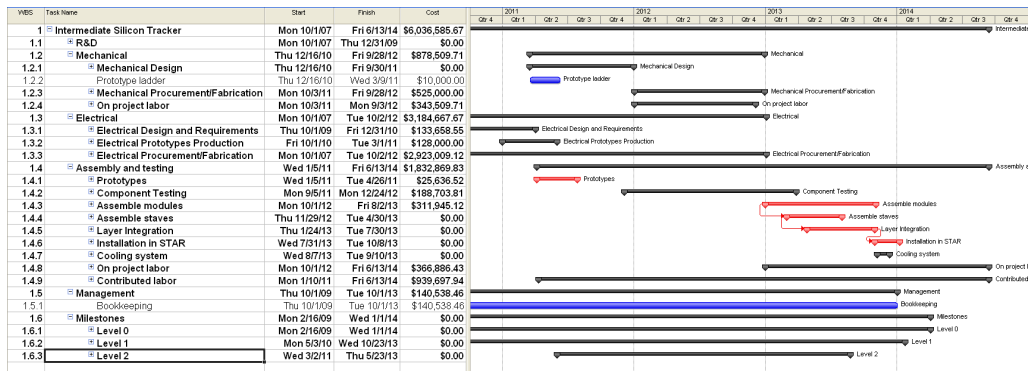 2011 2012 2013 2014
WBS Task Name Start Finish Cost Qtr 4 Qtr 1 Qtr 2 Qtr 3 Qtr 4 Qtr 1 Qtr 2 Qtr 3 Qtr 4 Qtr 1 Qtr 2 Qtr 3 Qtr 4 Qtr 1 Qtr 2 Qtr 3 Qtr 4
1 Intermediate Silicon Tracker Mon 10/1/07 Fri 6/13/14 $6,036,585.67 Intermediate
1.1 R&D Mon 10/1/07 Thu 12/31/09 $0.00
1.2 Mechanical Thu 12/16/10 Fri 9/28/12 $878,509.71 Mechanical
1.2.1 Mechanical Design Thu 12/16/10 Fri 9/30/11 $0.00 Mechanical Design
1.2.2 Prototype ladder Thu 12/16/10 Wed 3/9/11 $10,000.00 Prototype ladder
1.2.3 Mechanical Procurement/Fabrication Mon 10/3/11 Fri 9/28/12 $525,000.00 Mechanical Procurement/Fabrication
1.2.4 On project labor Mon 10/3/11 Mon 9/3/12 $343,509.71 On project labor
1.3 Electrical Mon 10/1/07 Tue 10/2/12 $3,184,667.67 Electrical
1.3.1 Electrical Design and Requirements Thu 10/1/09 Fri 12/31/10 $133,658.55 Electrical Design and Requirements
1.3.2 Electrical Prototypes Production Fri 10/1/10 Tue 3/1/11 $128,000.00 Electrical Prototypes Production
1.3.3 Electrical Procurement/Fabrication Mon 10/1/07 Tue 10/2/12 $2,923,009.12 Electrical Procurement/Fabrication
1.4 Assembly and testing Wed 1/5/11 Fri 6/13/14 $1,832,869.83 Assembly a
1.4.1 Prototypes Wed 1/5/11 Tue 4/26/11 $25,636.52 Prototypes
1.4.2 Component Testing Mon 9/5/11 Mon 12/24/12 $188,703.81 Component Testing
1.4.3 Assemble modules Mon 10/1/12 Fri 8/2/13 $311,945.12 Assemble modules
1.4.4 Assemble staves Thu 11/29/12 Tue 4/30/13 $0.00 Assemble staves
1.4.5 Layer Integration Thu 1/24/13 Tue 7/30/13 $0.00 Layer Integration
1.4.6 Installation in STAR Wed 7/31/13 Tue 10/8/13 $0.00 Installation in STAR
1.4.7 Cooling system Wed 8/7/13 Tue 9/10/13 $0.00 Cooling system
1.4.8 On project labor Mon 10/1/12 Fri 6/13/14 $366,886.43 On project l
1.4.9 Contributed labor Mon 1/10/11 Fri 6/13/14 $939,697.94 Contributed
1.5 Management Thu 10/1/09 Tue 10/1/13 $140,538.46 Management
1.5.1 Bookkeeping Thu 10/1/09 Tue 10/1/13 $140,538.46 Bookkeeping
1.6 Milestones Mon 2/16/09 Wed 1/1/14 $0.00 Milestones
1.6.1 Level 0 Mon 2/16/09 Wed 1/1/14 $0.00 Level 0
1.6.2 Level 1 Mon 5/3/10 Wed 10/23/13 $0.00 Level 1
1.6.3 Level 2 Wed 3/2/11 Thu 5/23/13 $0.00 Level 2